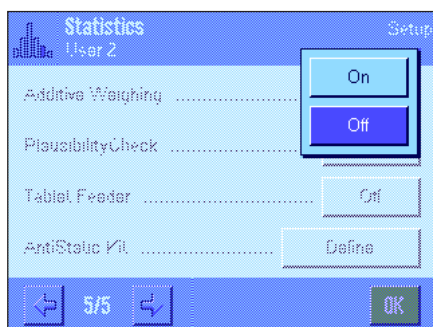 Statistics
User 2
Setup
Additive Weighing ....................
On
Off
PlausibilityCheck ....................
Tablet Feeder ............................ Off
AntiStatic Kit ....................... Define
5/5
OK